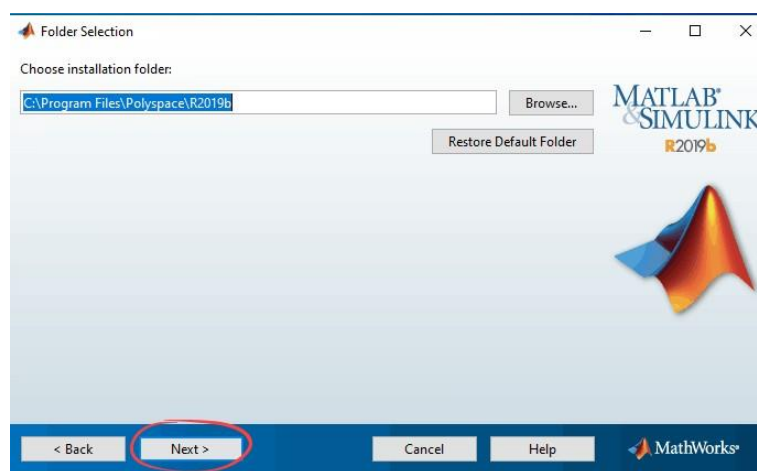 Folder Selection
Choose installation folder:
C:\Program Files\Polyspace\R2019b
Browse...
Restore Default Folder
MATLAB®
&SIMULINK
R2019b
< Back
Next >
Cancel
Help
MathWorks®